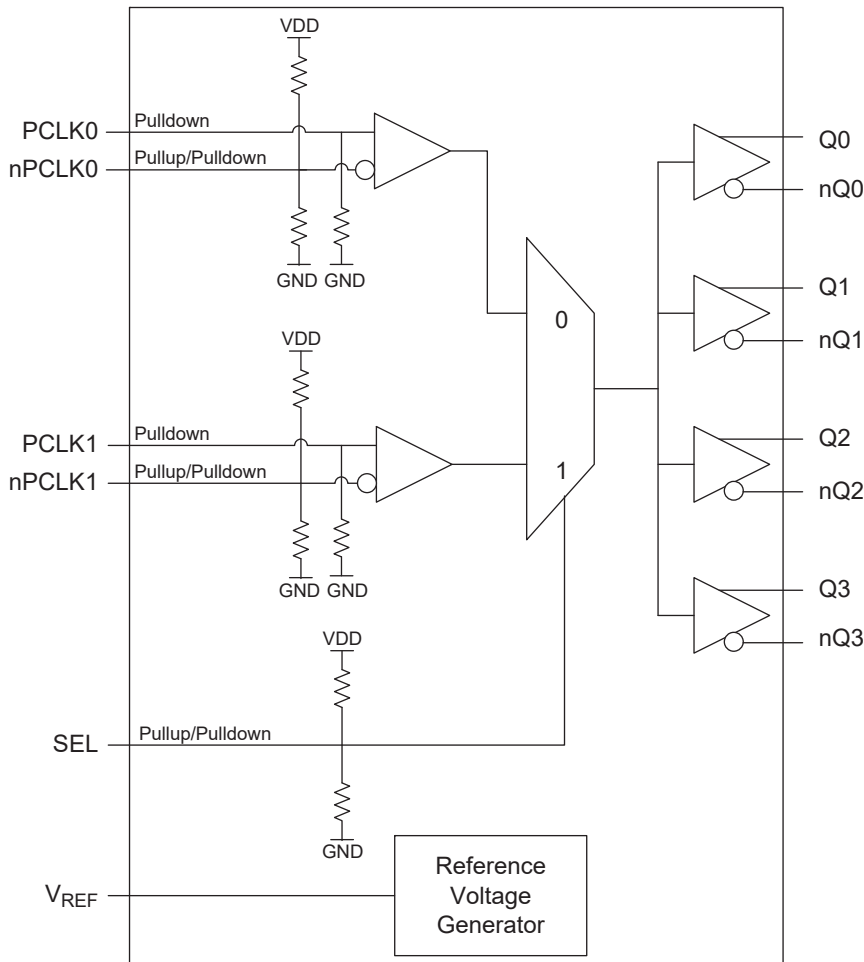 VDD
PCLK0
Pulldown
nPCLK0
Pullup/Pulldown
GND
GND
Q0
nQ0
0
Q1
nQ1
VDD
PCLK1
Pulldown
nPCLK1
Pullup/Pulldown
GND
GND
1
Q2
nQ2
Q3
nQ3
VDD
SEL
Pullup/Pulldown
GND
VREF
Reference
Voltage
Generator